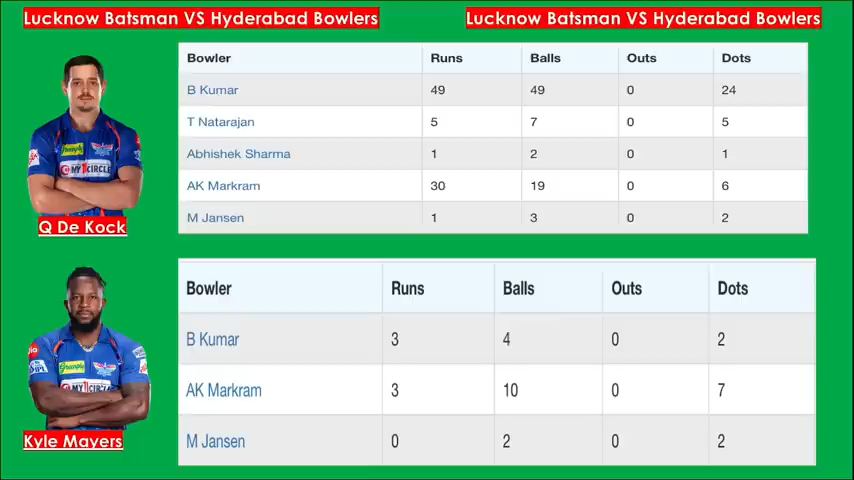 Lucknow Batsman VS Hyderabad Bowlers
Lucknow Batsman VS Hyderabad Bowlers
Bowler Runs Balls Outs Dots
B Kumar 49 49 0 24
T Natarajan 5 7 0 5
Abhishek Sharma 1 2 0 1
AK Markram 30 19 0 6
M Jansen 1 3 0 2
MY11CIRCLE
Q De Kock
Bowler Runs Balls Outs Dots
B Kumar 3 4 0 2
AK Markram 3 10 0 7
M Jansen 0 2 0 2
Kyle Mayers